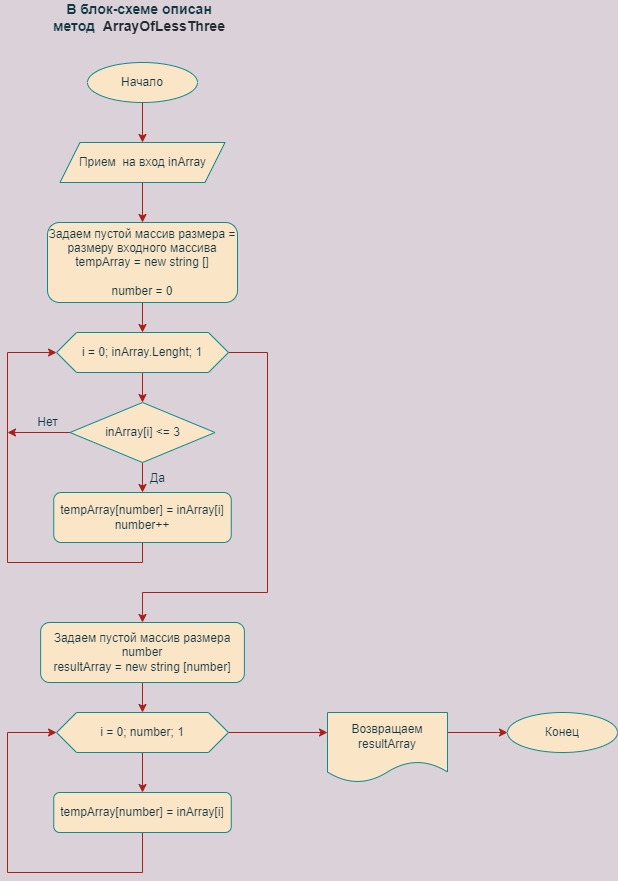 В блок-схеме описан
метод ArrayOfLessThree
Начало
Прием на вход inArray
Задаем пустой массив размера =
размеру входного массива
tempArray = new string []
number = 0
i = 0; inArray.Lenght; 1
Нет
inArray[i] <= 3
Да
tempArray[number] = inArray[i]
number++
Задаем пустой массив размера
number
resultArray = new string [number]
i = 0; number; 1
Возвращаем
resultArray
Конец
tempArray[number] = inArray[i]